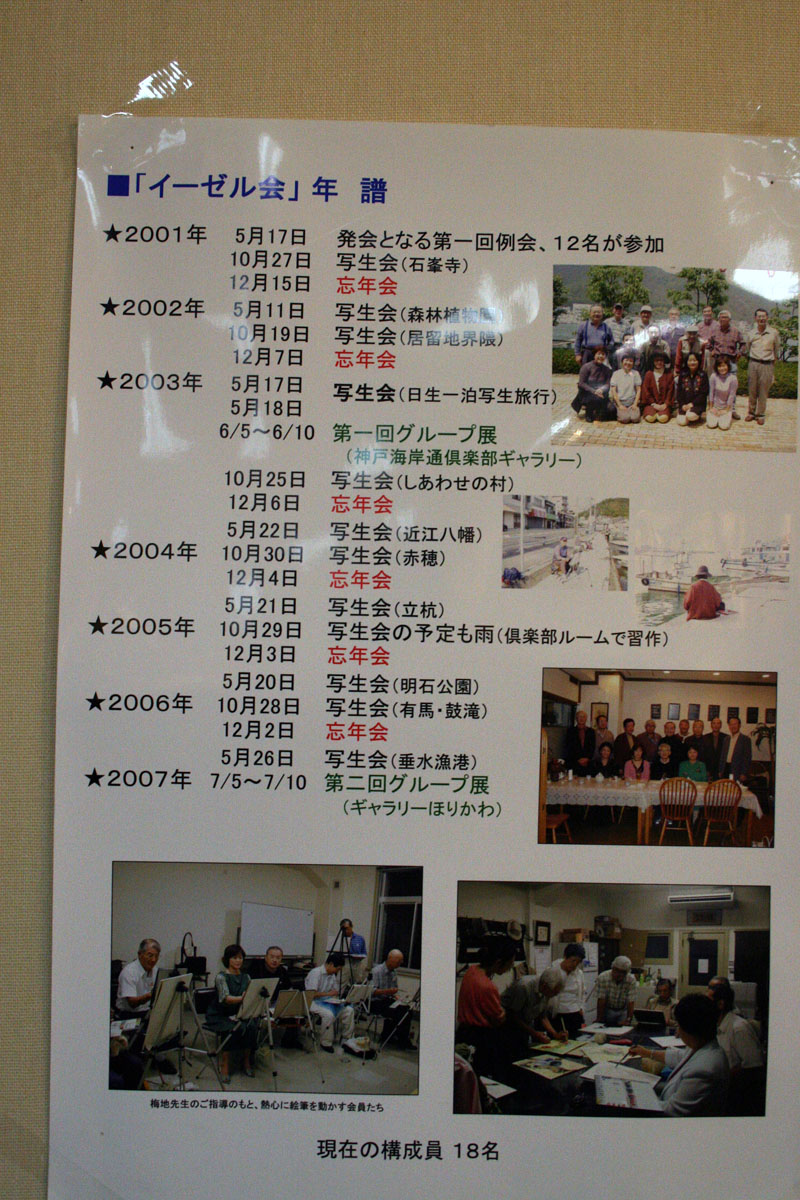 ■「イーゼル会」年 譜
★2001年 5月17日 発会となる第一回例会、12名が参加
10月27日 写生会(石峯寺)
12月15日 忘年会
★2002年 5月11日 写生会(森林植物園)
10月19日 写生会(居留地界隈)
12月7日 忘年会
★2003年 5月17日 写生会(日生一泊写生旅行)
5月18日
6/5～6/10 第一回グループ展
(神戸海岸通倶楽部ギャラリー)
10月25日 写生会(しあわせの村)
12月6日 忘年会
5月22日 写生会(近江八幡)
★2004年 10月30日 写生会(赤穂)
12月4日 忘年会
5月21日 写生会(立杭)
★2005年 10月29日 写生会の予定も雨(倶楽部ルームで習作)
12月3日 忘年会
5月20日 写生会(明石公園)
★2006年 10月28日 写生会(有馬・鼓滝)
12月2日 忘年会
5月26日 写生会(垂水漁港)
★2007年 7/5～7/10 第二回グループ展
(ギャラリーほりかわ)
梅地先生のご指導のもと、熱心に絵筆を動かす会員たち
現在の構成員 18名